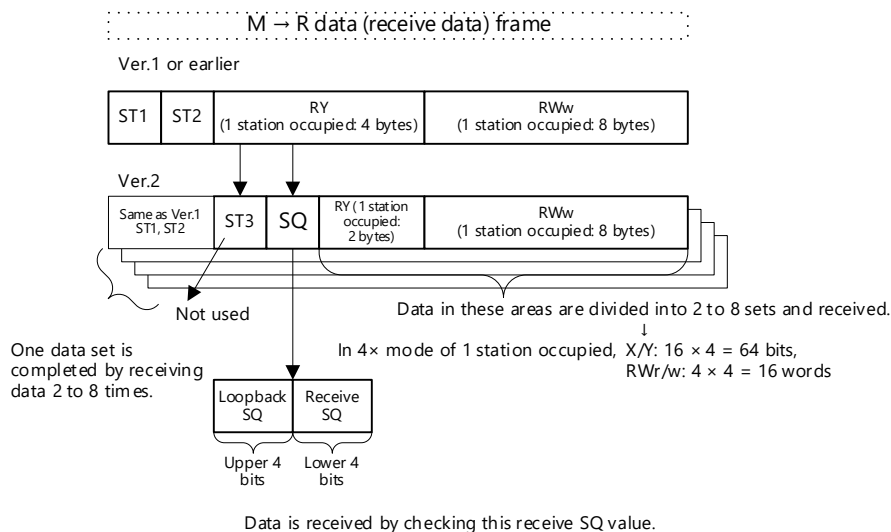 M → R data (receive data) frame
Ver.1 or earlier
ST1
ST2
RY
(1 station occupied: 4 bytes)
RWw
(1 station occupied: 8 bytes)
Ver.2
Same as Ver.1
ST1, ST2
ST3
SQ
RY (1 station
occupied:
2 bytes)
RWw
(1 station occupied: 8 bytes)
Not used
Data in these areas are divided into 2 to 8 sets and received.
↓
In 4× mode of 1 station occupied, X/Y: 16 × 4 = 64 bits,
RWr/w: 4 × 4 = 16 words
One data set is
completed by receiving
data 2 to 8 times.
Loopback
SQ
Receive
SQ
Upper 4
bits
Lower 4
bits
Data is received by checking this receive SQ value.